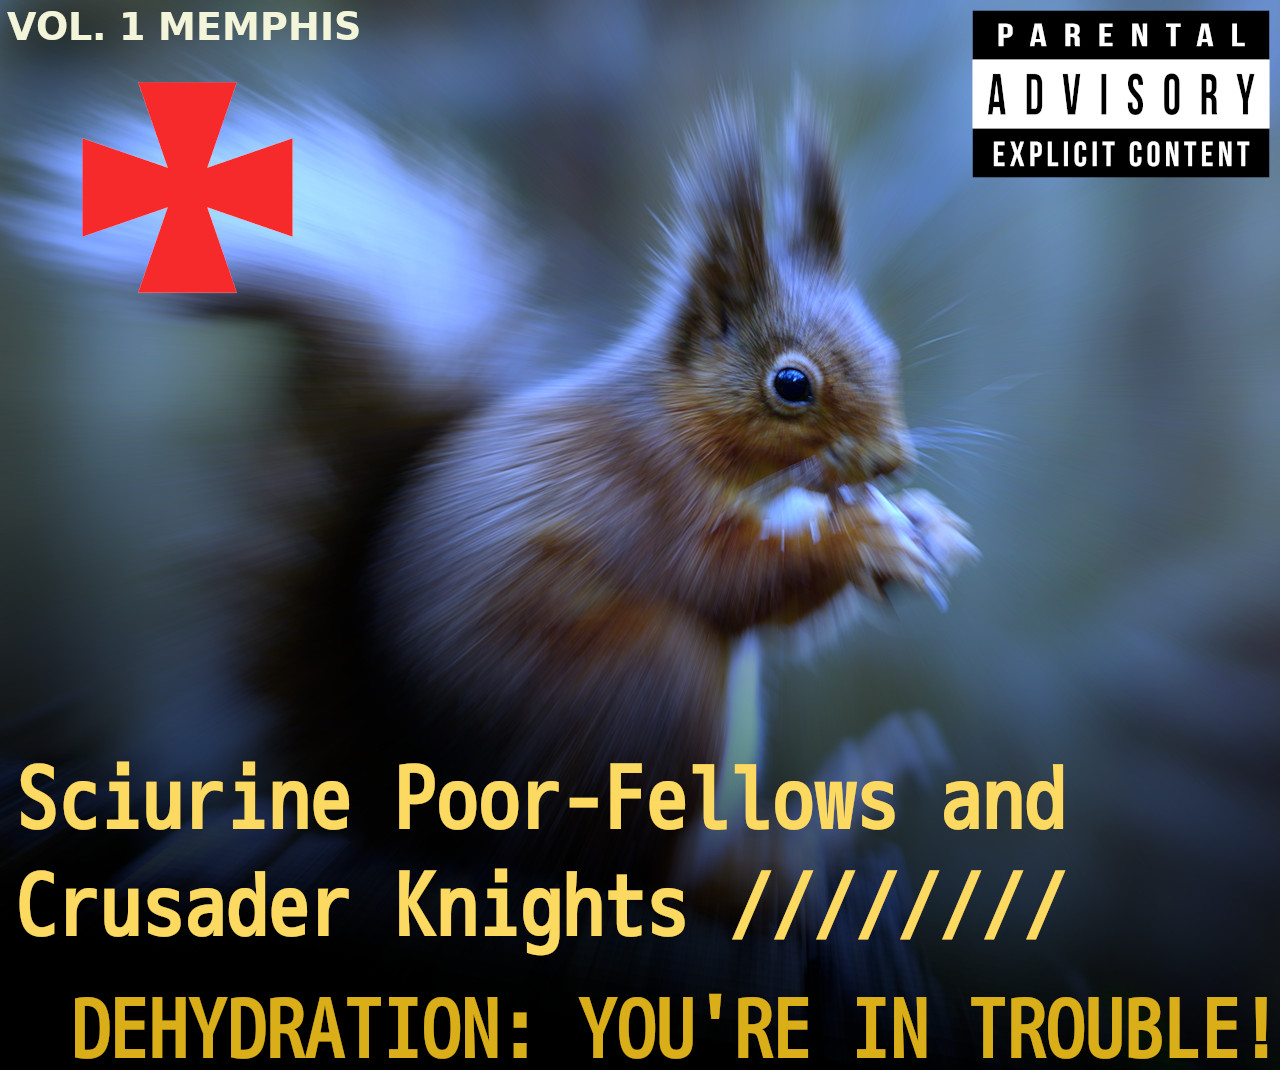 VOL. 1 MEMPHIS
PARENTAL
ADVISORY
EXPLICIT CONTENT
Sciurine Poor-Fellows and
Crusader Knights ////////
DEHYDRATION: YOU'RE IN TROUBLE!